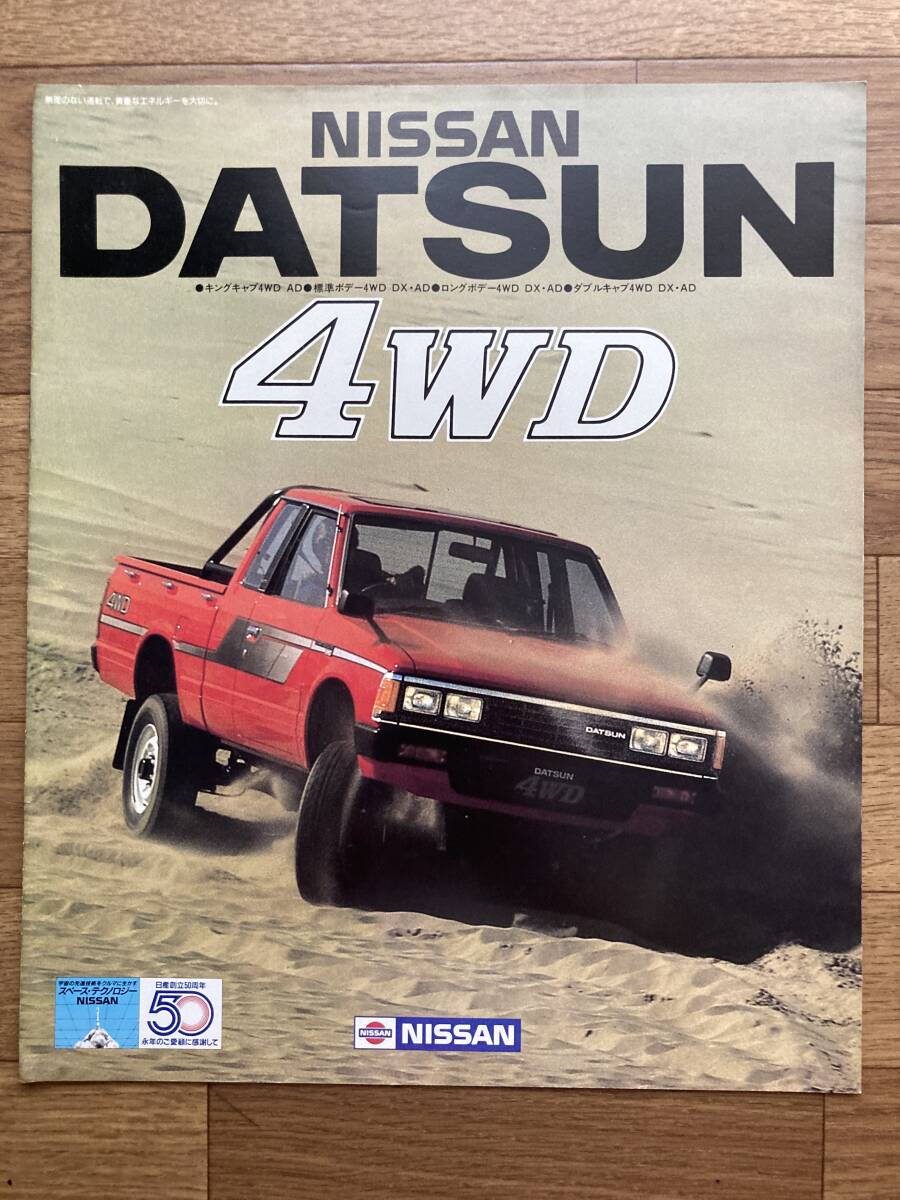 無理のない運転で、貴重なエネルギーを大切に。
NISSAN
DATSUN
●キングキャブ4WD AD●標準ボデー4WD DX・AD●ロングボデー4WD DX・AD●ダブルキャブ4WD DX・AD
4WD
4WD
DATSUN
DATSUN
4WD
宇宙の先進技術をクルマに生かす
スペース・テクノロジー
NISSAN
日産創立50周年
50
永年のご愛顧に感謝して
NISSAN
NISSAN